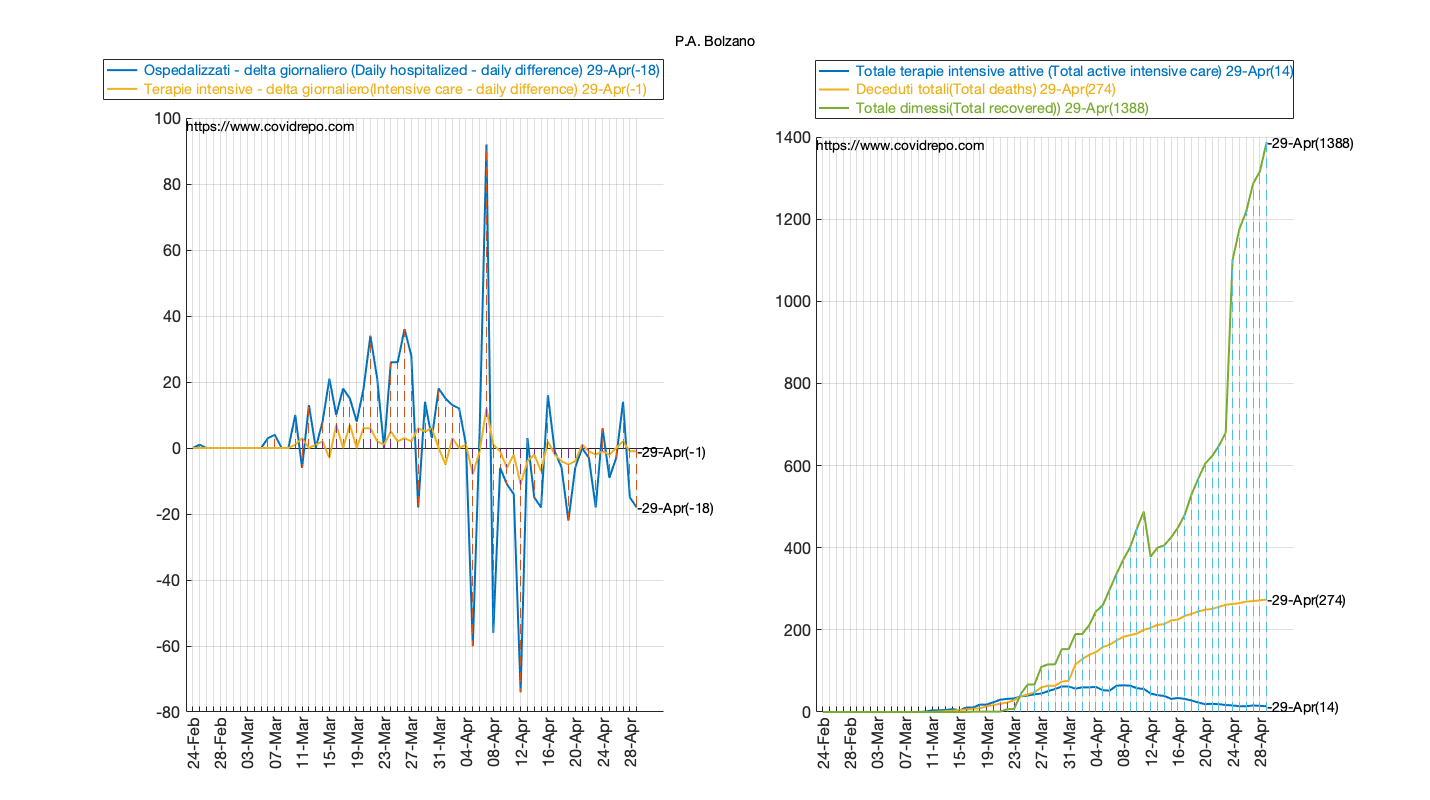 P.A. Bolzano
Ospedalizzati - delta giornaliero (Daily hospitalized - daily difference) 29-Apr(-18)
Terapie intensive - delta giornaliero(Intensive care - daily difference) 29-Apr(-1)
https://www.covidrepo.com
100
80
60
40
20
0
-20
-40
-60
-80
-29-Apr(-1)
-29-Apr(-18)
24-Feb
28-Feb
03-Mar
07-Mar
11-Mar
15-Mar
19-Mar
23-Mar
27-Mar
31-Mar
04-Apr
08-Apr
12-Apr
16-Apr
20-Apr
24-Apr
28-Apr
Totale terapie intensive attive (Total active intensive care) 29-Apr(14)
Deceduti totali(Total deaths) 29-Apr(274)
Totale dimessi(Total recovered)) 29-Apr(1388)
https://www.covidrepo.com
1400
1200
1000
800
600
400
200
0
-29-Apr(1388)
-29-Apr(274)
-29-Apr(14)
24-Feb
28-Feb
03-Mar
07-Mar
11-Mar
15-Mar
19-Mar
23-Mar
27-Mar
31-Mar
04-Apr
08-Apr
12-Apr
16-Apr
20-Apr
24-Apr
28-Apr